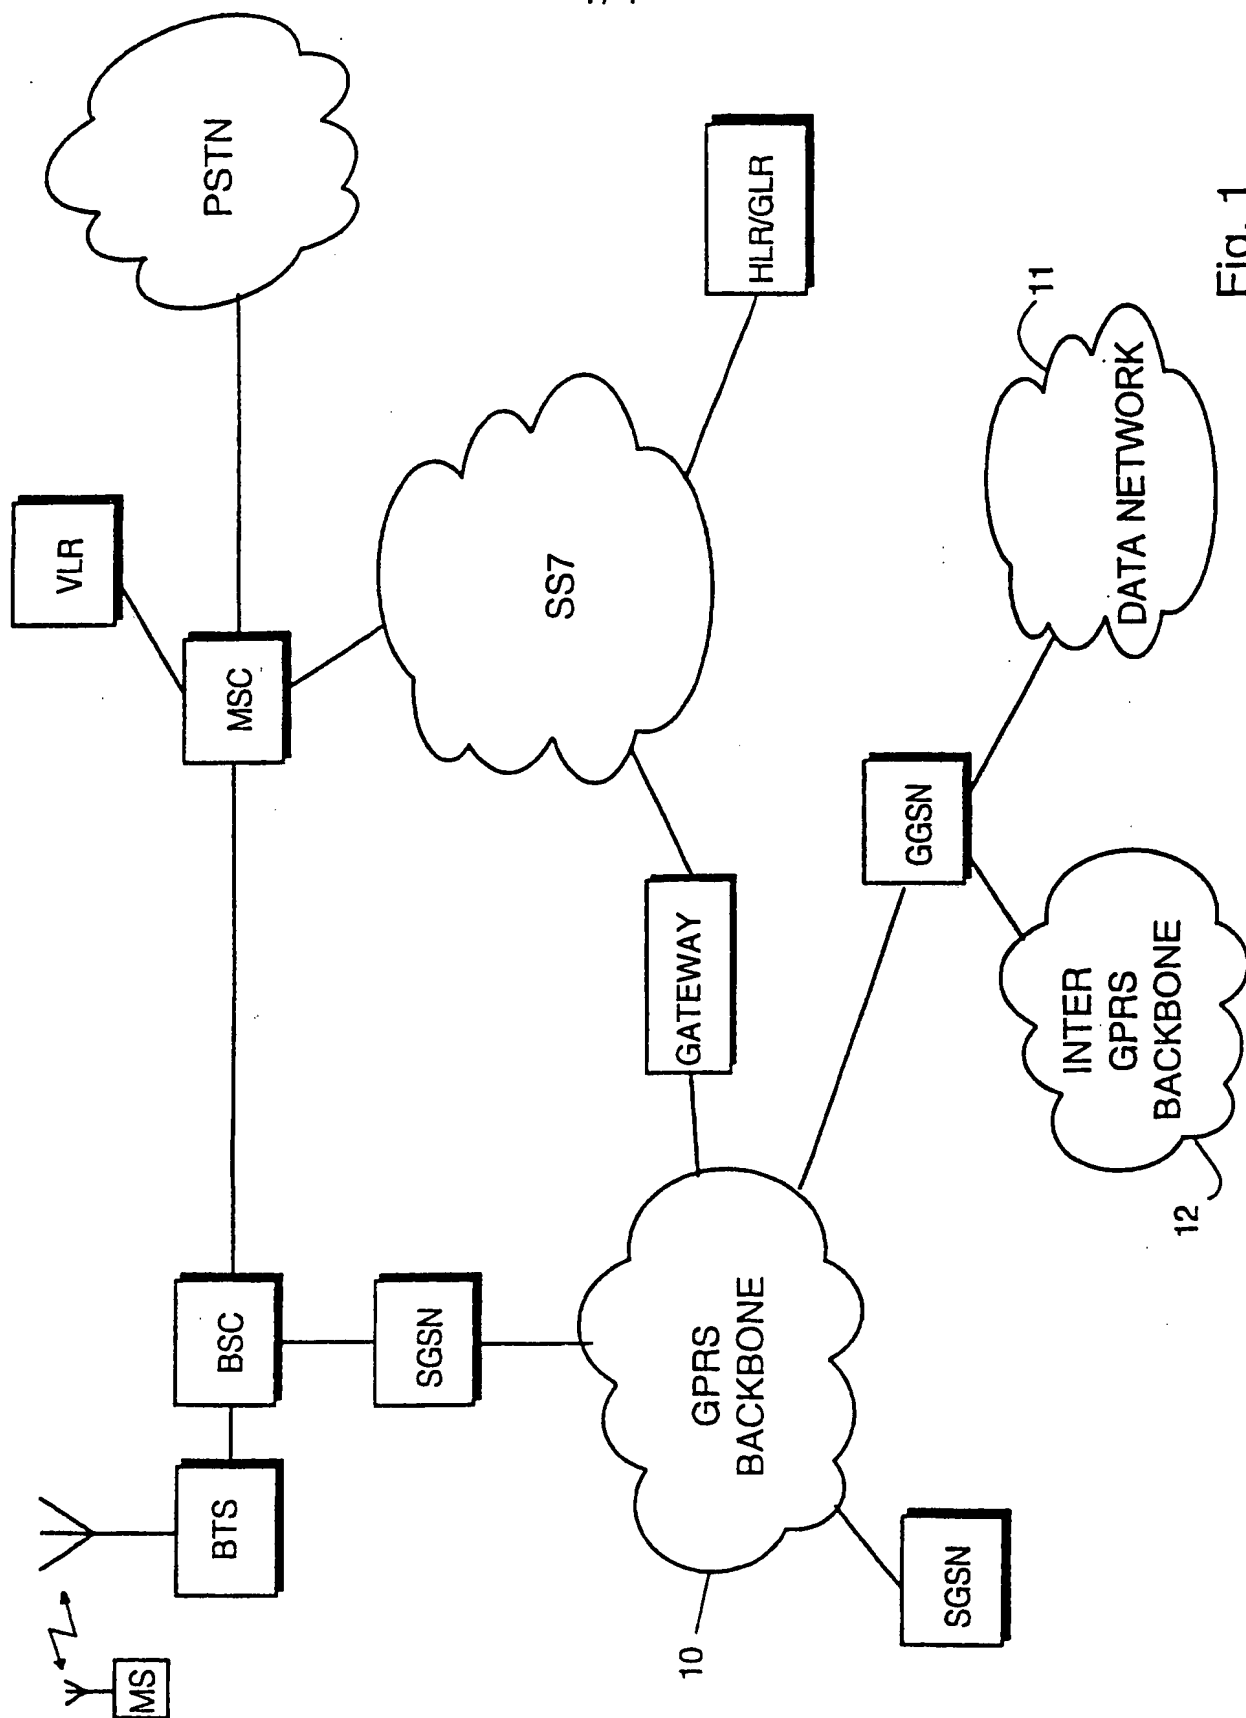 MS
BTS
BSC
MSC
VLR
PSTN
SGSN
SS7
GPRS
BACKBONE
10
SGSN
GATEWAY
HLR/GLR
GGSN
INTER
GPRS
BACKBONE
12
DATA NETWORK
11
Fig. 1